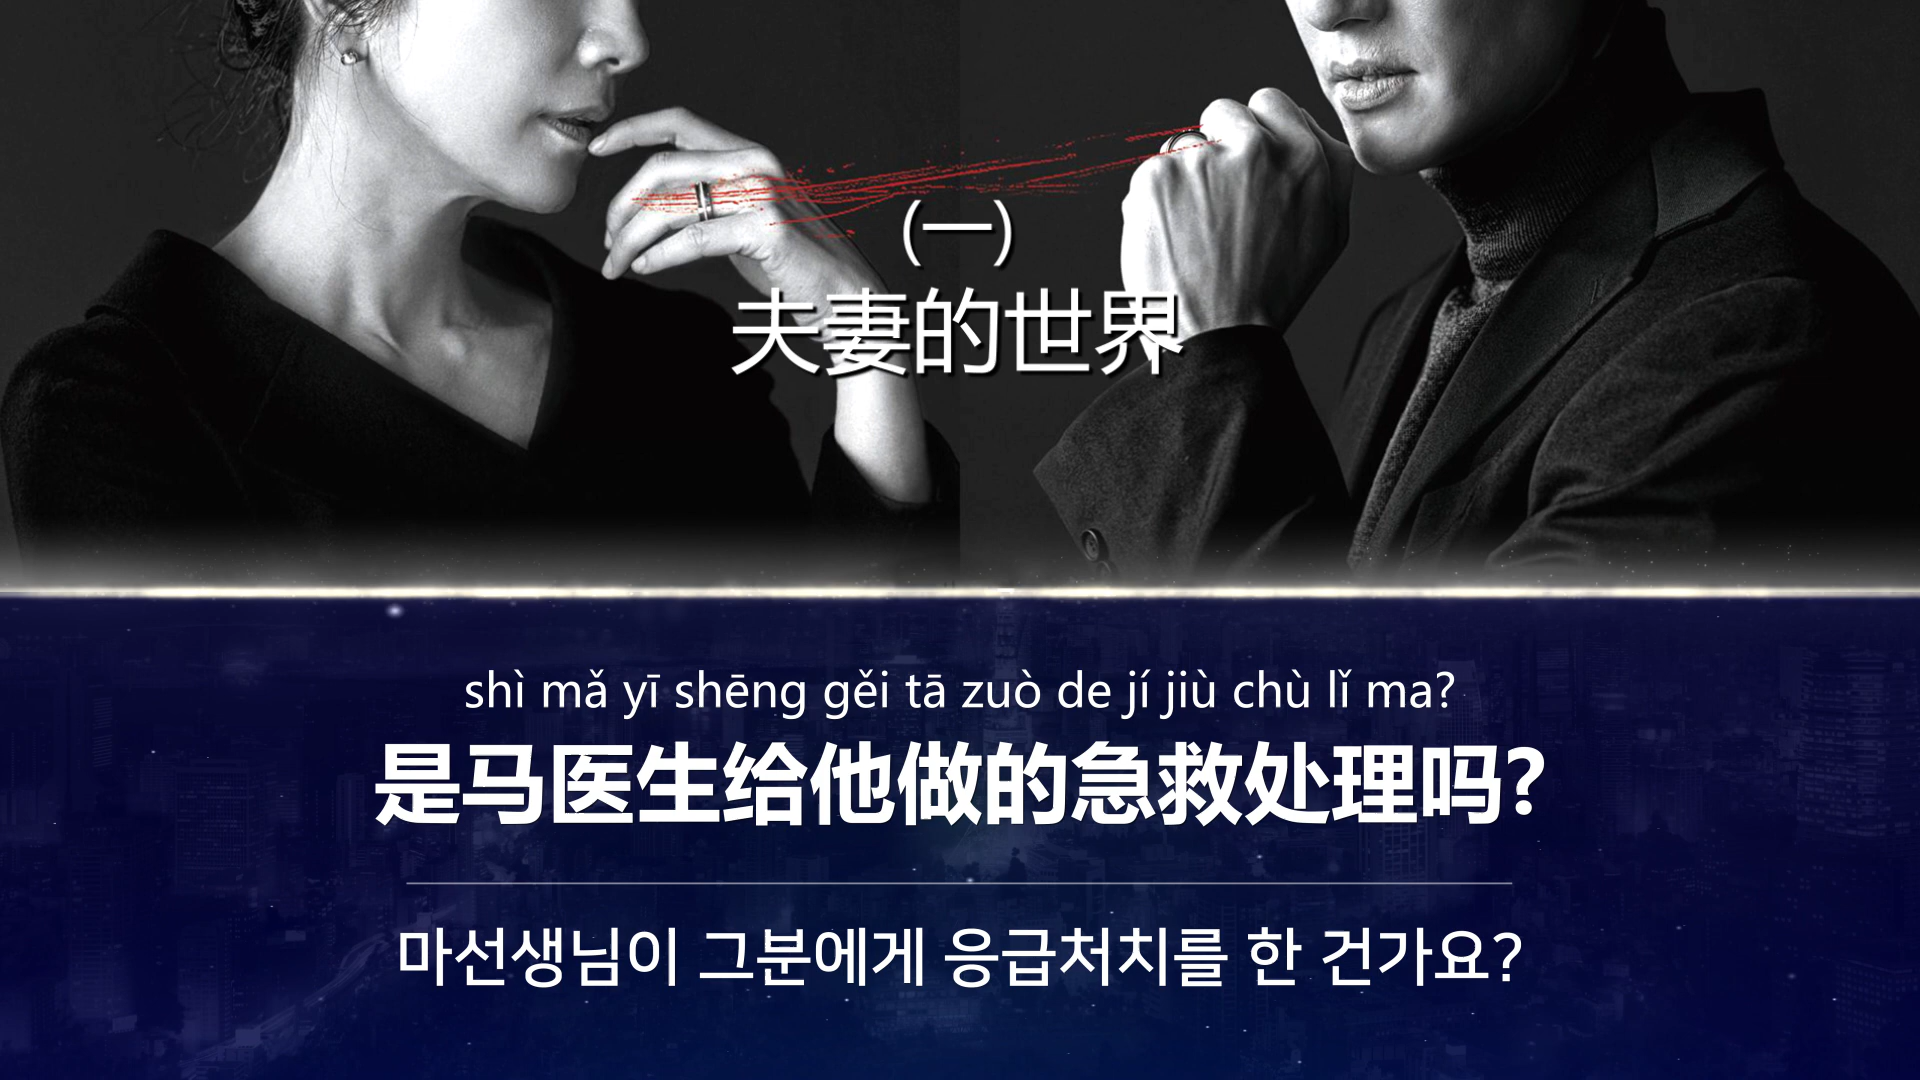 (一)
夫妻的世界
shì mǎ yī shēng gěi tā zuò de jí jiù chù lǐ ma?
是马医生给他做的急救处理吗?
마선생님이 그분에게 응급처치를 한 건가요?